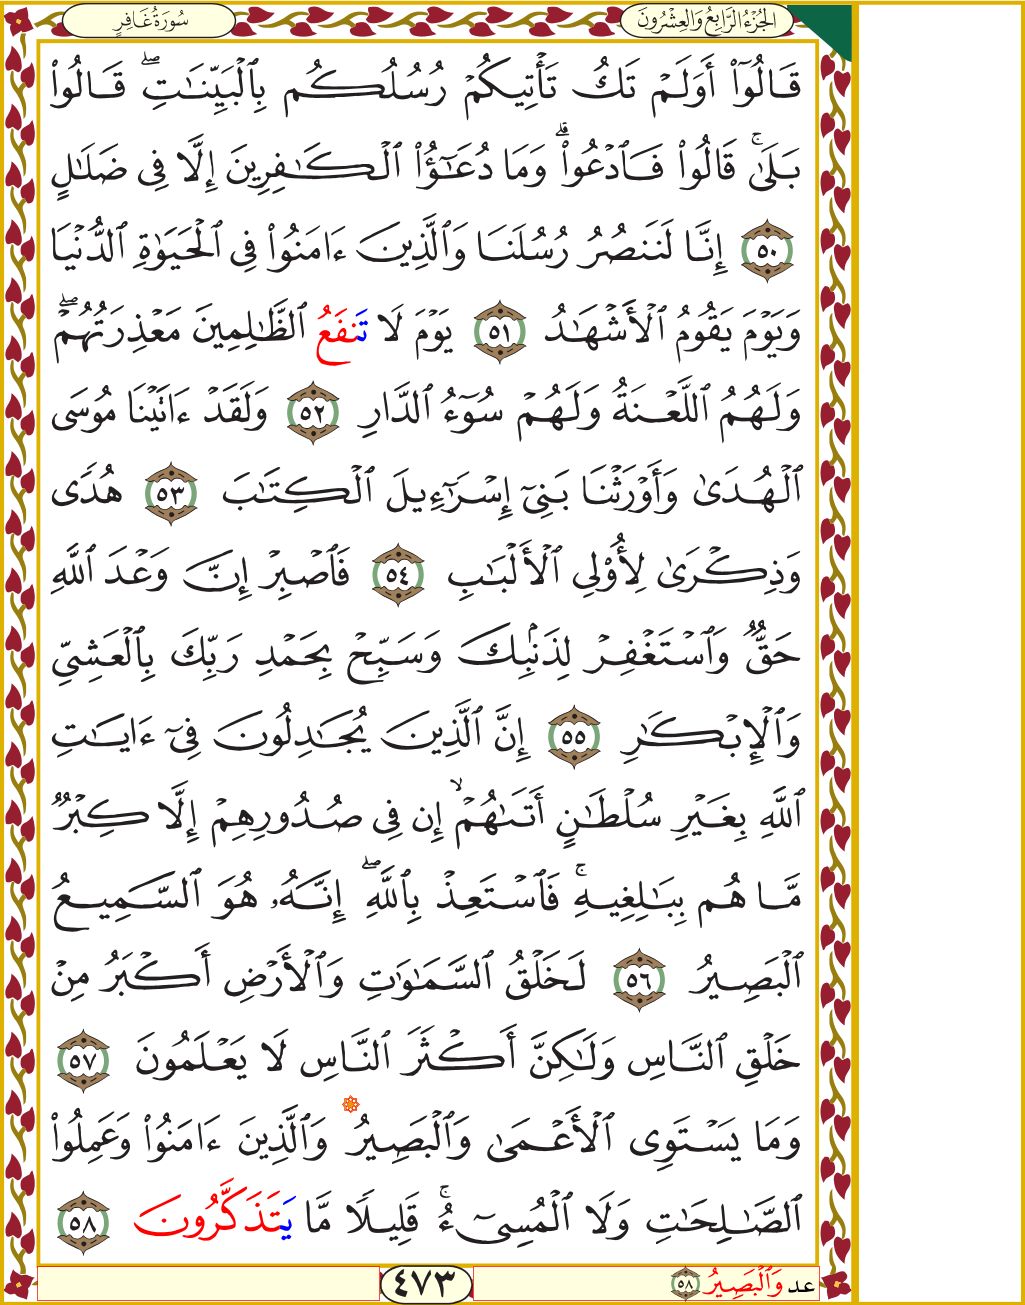 سُورَةُ غَافِرٍ
الجُزْءُ الرَّابِعُ وَالعِشْرُونَ
قَالُوٓاْ أَوَلَمۡ تَكُ تَأۡتِيكُمۡ رُسُلُكُم بِٱلۡبَيِّنَٰتِۖ قَالُواْ
بَلَىٰۚ قَالُواْ فَٱدۡعُواْۗ وَمَا دُعَٰٓؤُاْ ٱلۡكَٰفِرِينَ إِلَّا فِي ضَلَٰلٍ
٥٠ إِنَّا لَنَنصُرُ رُسُلَنَا وَٱلَّذِينَ ءَامَنُواْ فِي ٱلۡحَيَوٰةِ ٱلدُّنۡيَا
وَيَوۡمَ يَقُومُ ٱلۡأَشۡهَٰدُ ٥١ يَوۡمَ لَا تَنفَعُ ٱلظَّٰلِمِينَ مَعۡذِرَتُهُمۡۖ
وَلَهُمُ ٱللَّعۡنَةُ وَلَهُمۡ سُوٓءُ ٱلدَّارِ ٥٢ وَلَقَدۡ ءَاتَيۡنَا مُوسَى
ٱلۡهُدَىٰ وَأَوۡرَثۡنَا بَنِيٓ إِسۡرَٰٓءِيلَ ٱلۡكِتَٰبَ ٥٣ هُدٗى
وَذِكۡرَىٰ لِأُوْلِي ٱلۡأَلۡبَٰبِ ٥٤ فَٱصۡبِرۡ إِنَّ وَعۡدَ ٱللَّهِ
حَقّٞ وَٱسۡتَغۡفِرۡ لِذَنۢبِكَ وَسَبِّحۡ بِحَمۡدِ رَبِّكَ بِٱلۡعَشِيِّ
وَٱلۡإِبۡكَٰرِ ٥٥ إِنَّ ٱلَّذِينَ يُجَٰدِلُونَ فِيٓ ءَايَٰتِ
ٱللَّهِ بِغَيۡرِ سُلۡطَٰنٍ أَتَىٰهُمۡۙ إِن فِي صُدُورِهِمۡ إِلَّا كِبۡرٞ
مَّا هُم بِبَٰلِغِيهِۚ فَٱسۡتَعِذۡ بِٱللَّهِۖ إِنَّهُۥ هُوَ ٱلسَّمِيعُ
ٱلۡبَصِيرُ ٥٦ لَخَلۡقُ ٱلسَّمَٰوَٰتِ وَٱلۡأَرۡضِ أَكۡبَرُ مِنۡ
خَلۡقِ ٱلنَّاسِ وَلَٰكِنَّ أَكۡثَرَ ٱلنَّاسِ لَا يَعۡلَمُونَ ٥٧
وَمَا يَسۡتَوِي ٱلۡأَعۡمَىٰ وَٱلۡبَصِيرُ وَٱلَّذِينَ ءَامَنُواْ وَعَمِلُواْ
ٱلصَّٰلِحَٰتِ وَلَا ٱلۡمُسِيٓءُۚ قَلِيلٗا مَّا يَتَذَكَّرُونَ ٥٨
عد وَٱلۡبَصِيرُ ٥٨
٤٧٣